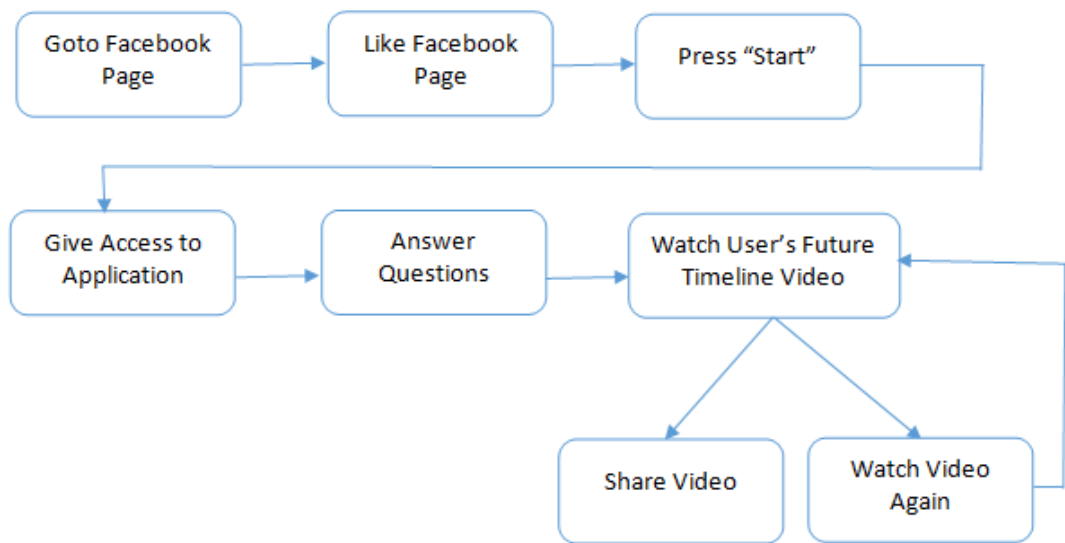 Goto Facebook
Page
Like Facebook
Page
Press “Start”
Give Access to
Application
Answer
Questions
Watch User’s Future
Timeline Video
Share Video
Watch Video
Again